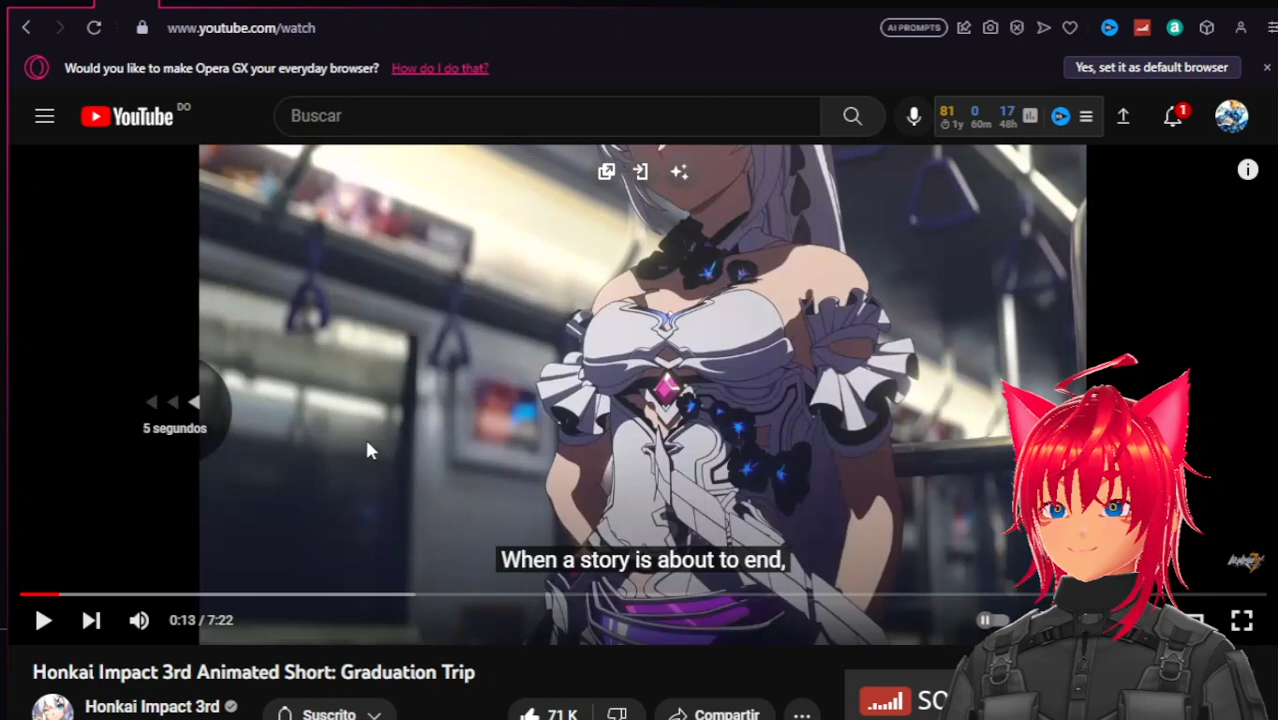 www.youtube.com/watch
AI PROMPTS
Would you like to make Opera GX your everyday browser? How do I do that?
Yes, set it as default browser
YouTube DO
Buscar
81 0 17
1y 60m 48h
1
5 segundos
When a story is about to end,
0:13 / 7:22
Honkai Impact 3rd Animated Short: Graduation Trip
Honkai Impact 3rd
Suscrito
71 K
Compartir
SO